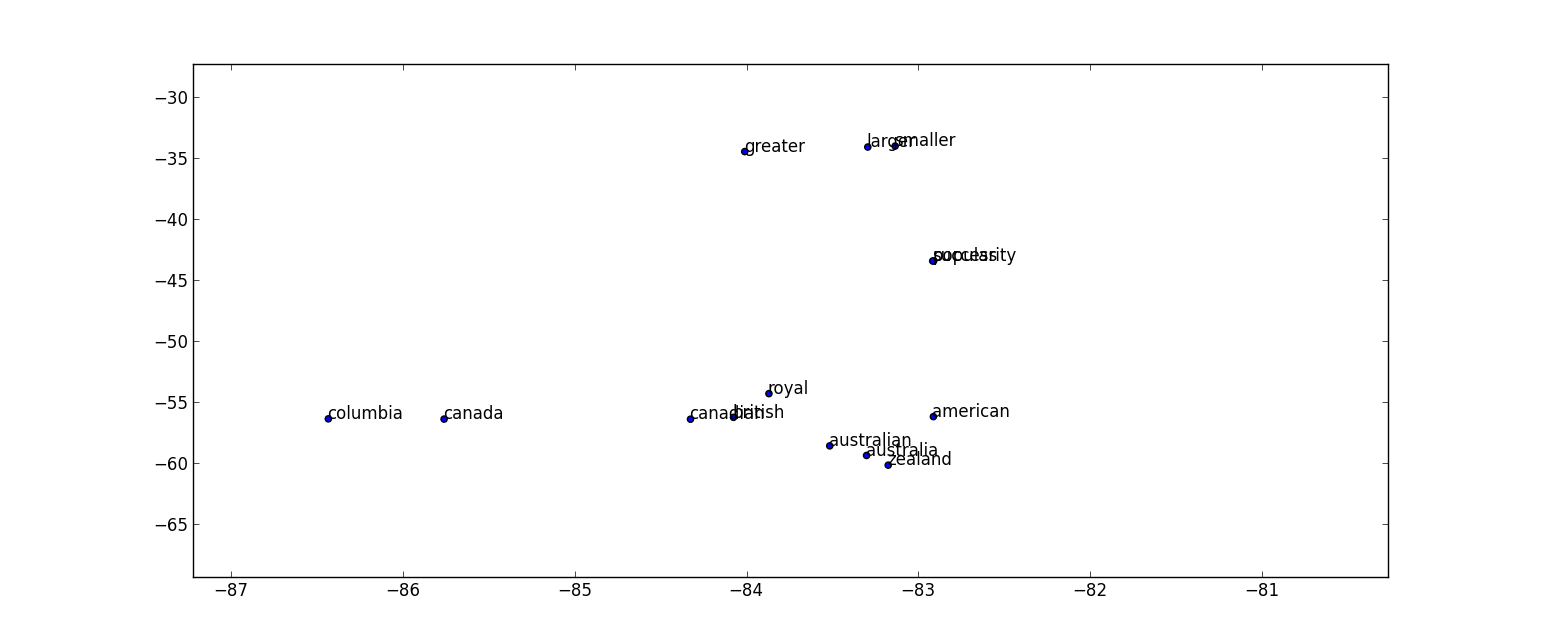 −30
greater larger smaller
−35
−40
popularity
success
−45
−50
royal
−55
columbia canada canadian british american
australian
australia
−60
zealand
−65
−87 −86 −85 −84 −83 −82 −81